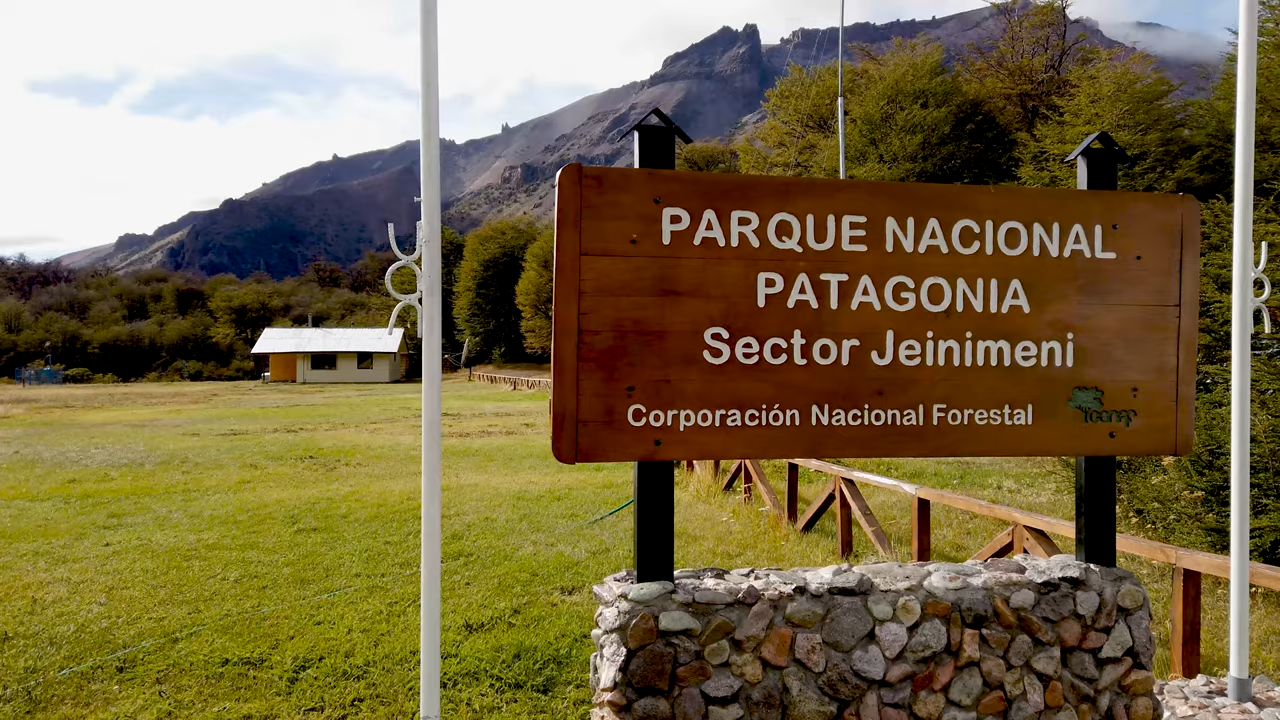 PARQUE NACIONAL
PATAGONIA
Sector Jeinimeni
Corporación Nacional Forestal